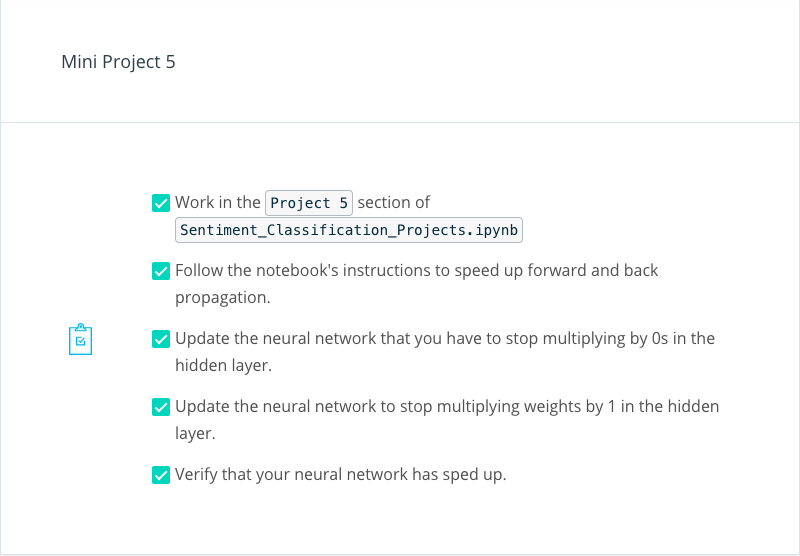 Mini Project 5
Work in the Project 5 section of
Sentiment_Classification_Projects.ipynb
Follow the notebook's instructions to speed up forward and back
propagation.
Update the neural network that you have to stop multiplying by 0s in the
hidden layer.
Update the neural network to stop multiplying weights by 1 in the hidden
layer.
Verify that your neural network has sped up.